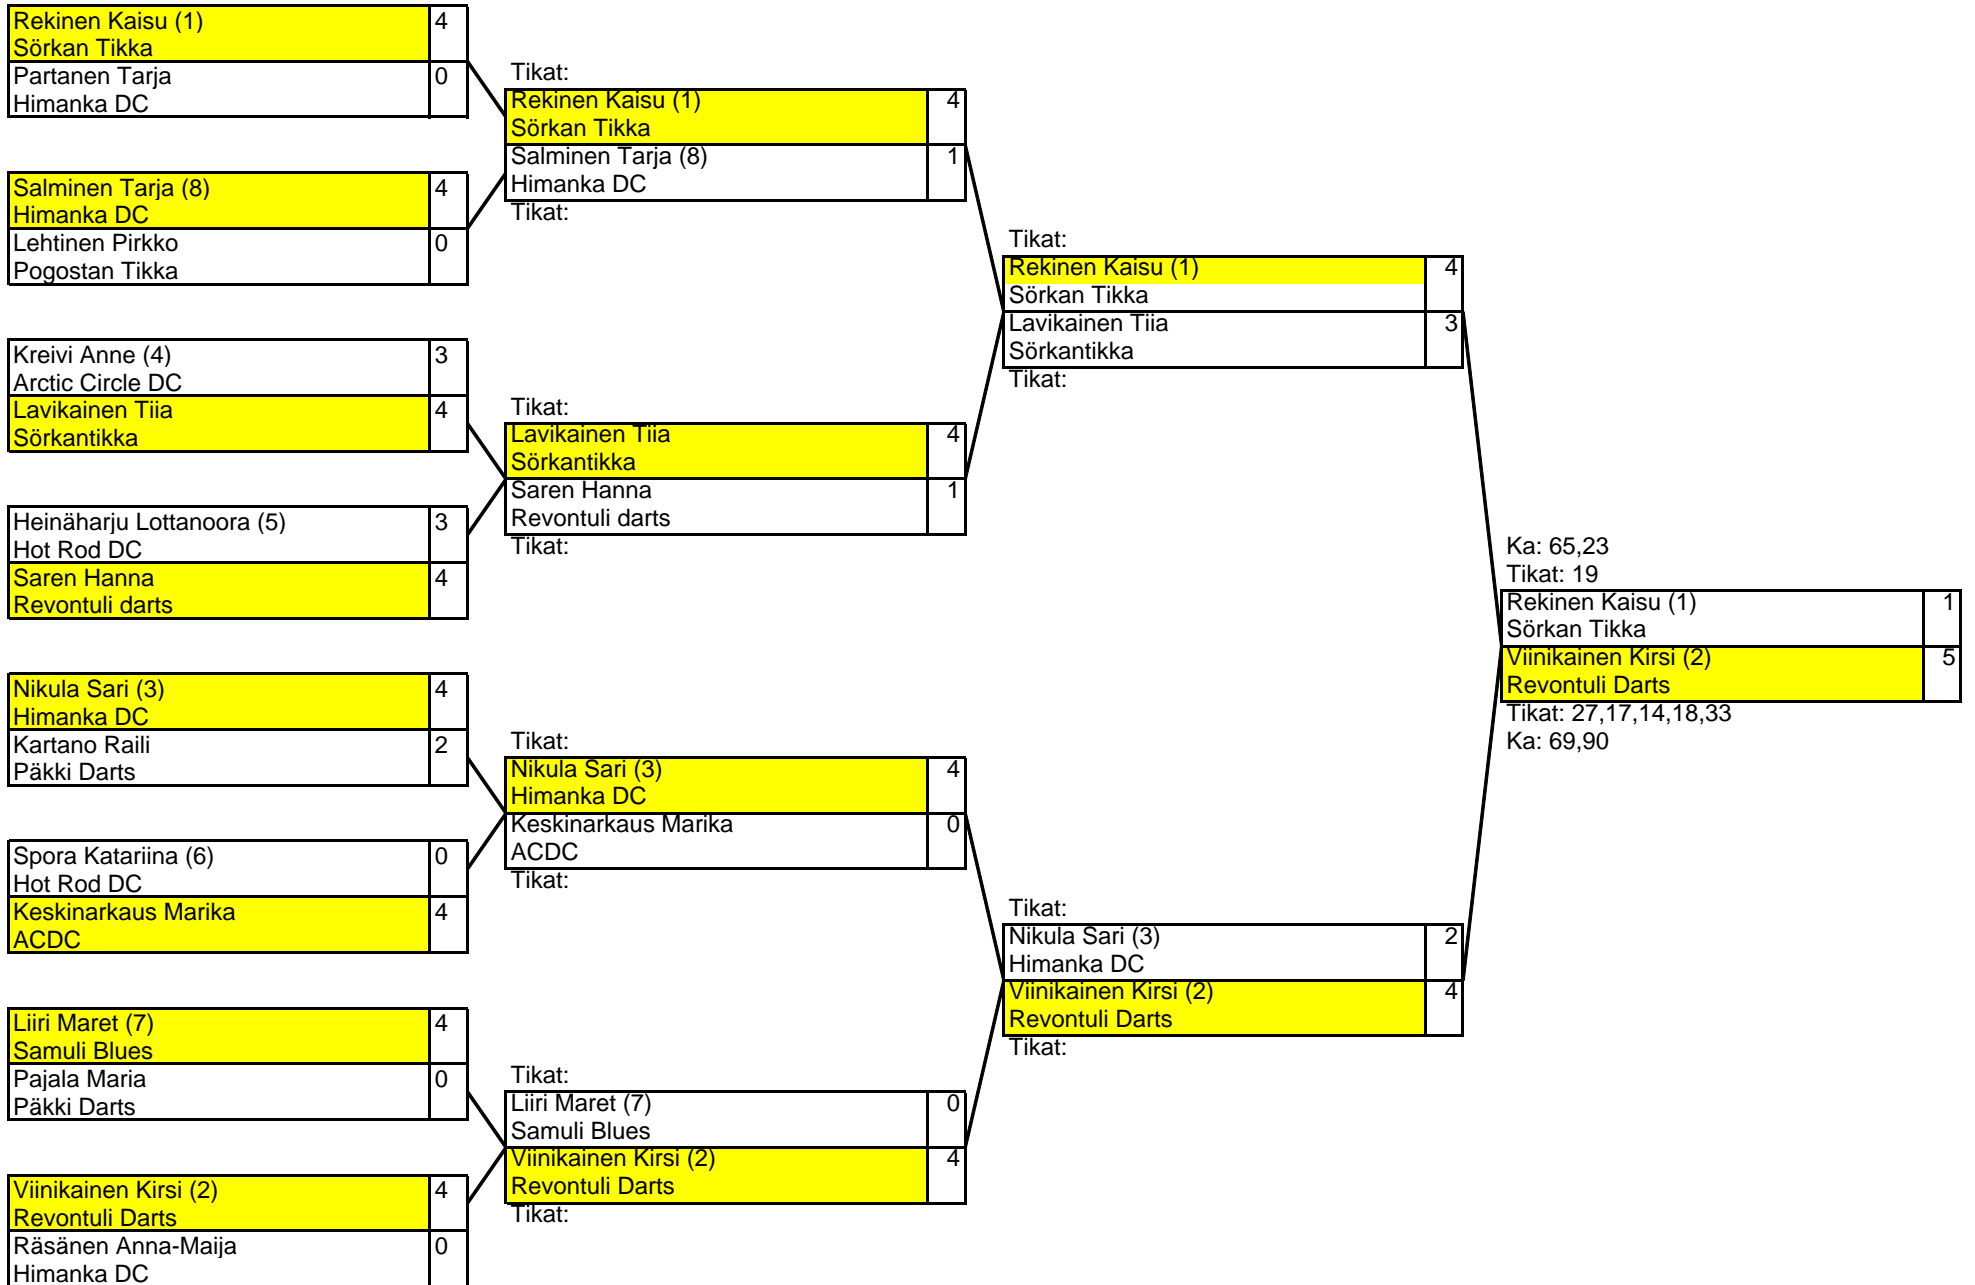 Rekinen Kaisu (1) 4
Sörkan Tikka
Partanen Tarja 0
Himanka DC
Salminen Tarja (8) 4
Himanka DC
Lehtinen Pirkko 0
Pogostan Tikka
Kreivi Anne (4) 3
Arctic Circle DC
Lavikainen Tiia 4
Sörkantikka
Heinäharju Lottanoora (5) 3
Hot Rod DC
Saren Hanna 4
Revontuli darts
Nikula Sari (3) 4
Himanka DC
Kartano Raili 2
Päkki Darts
Spora Katariina (6) 0
Hot Rod DC
Keskinarkaus Marika 4
ACDC
Liiri Maret (7) 4
Samuli Blues
Pajala Maria 0
Päkki Darts
Viinikainen Kirsi (2) 4
Revontuli Darts
Räsänen Anna-Maija 0
Himanka DC
Tikat:
Rekinen Kaisu (1) 4
Sörkan Tikka
Salminen Tarja (8) 1
Himanka DC
Tikat:
Tikat:
Lavikainen Tiia 4
Sörkantikka
Saren Hanna 1
Revontuli darts
Tikat:
Tikat:
Nikula Sari (3) 4
Himanka DC
Keskinarkaus Marika 0
ACDC
Tikat:
Tikat:
Liiri Maret (7) 0
Samuli Blues
Viinikainen Kirsi (2) 4
Revontuli Darts
Tikat:
Tikat:
Rekinen Kaisu (1) 4
Sörkan Tikka
Lavikainen Tiia 3
Sörkantikka
Tikat:
Tikat:
Nikula Sari (3) 2
Himanka DC
Viinikainen Kirsi (2) 4
Revontuli Darts
Tikat:
Ka: 65,23
Tikat: 19
Rekinen Kaisu (1) 1
Sörkan Tikka
Viinikainen Kirsi (2) 5
Revontuli Darts
Tikat: 27,17,14,18,33
Ka: 69,90